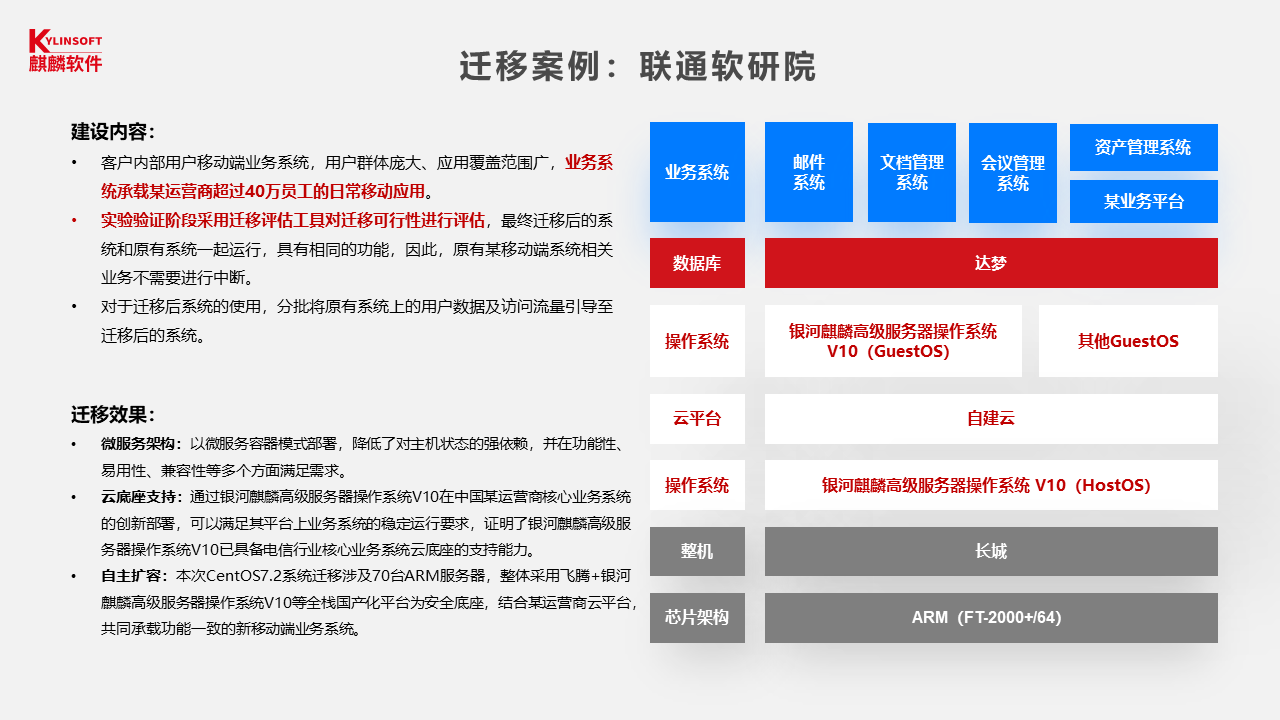 KYLINSOFT
麒麟软件
迁移案例：联通软研院
建设内容：
• 客户内部用户移动端业务系统，用户群体庞大、应用覆盖范围广，业务系
统承载某运营商超过40万员工的日常移动应用。
• 实验验证阶段采用迁移评估工具对迁移可行性进行评估，最终迁移后的系
统和原有系统一起运行，具有相同的功能，因此，原有某移动端系统相关
业务不需要进行中断。
• 对于迁移后系统的使用，分批将原有系统上的用户数据及访问流量引导至
迁移后的系统。
迁移效果：
• 微服务架构：以微服务容器模式部署，降低了对主机状态的强依赖，并在功能性、
易用性、兼容性等多个方面满足需求。
• 云底座支持：通过银河麒麟高级服务器操作系统V10在中国某运营商核心业务系统
的创新部署，可以满足其平台上业务系统的稳定运行要求，证明了银河麒麟高级服
务器操作系统V10已具备电信行业核心业务系统云底座的支持能力。
• 自主扩容：本次CentOS7.2系统迁移涉及70台ARM服务器，整体采用飞腾+银河
麒麟高级服务器操作系统V10等全栈国产化平台为安全底座，结合某运营商云平台，
共同承载功能一致的新移动端业务系统。
业务系统
邮件
系统
文档管理
系统
会议管理
系统
资产管理系统
某业务平台
数据库
达梦
操作系统
银河麒麟高级服务器操作系统
V10（GuestOS）
其他GuestOS
云平台
自建云
操作系统
银河麒麟高级服务器操作系统 V10（HostOS）
整机
长城
芯片架构
ARM（FT-2000+/64）